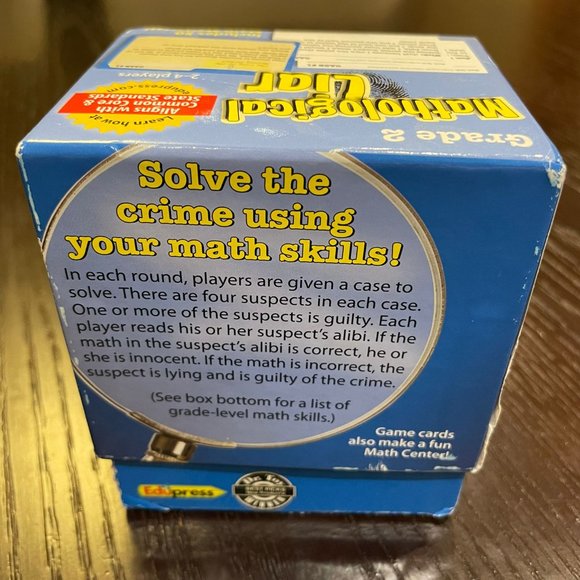 Grade 2
Mathological
Liar
2-4 players
Aligns with
Common Core &
State Standards
Learn how at
edupress.com
Solve the
crime using
your math skills!
In each round, players are given a case to
solve. There are four suspects in each case.
One or more of the suspects is guilty. Each
player reads his or her suspect's alibi. If the
math in the suspect's alibi is correct, he or
she is innocent. If the math is incorrect, the
suspect is lying and is guilty of the crime.
(See box bottom for a list of
grade-level math skills.)
Game cards
also make a fun
Math Center!
Edupress